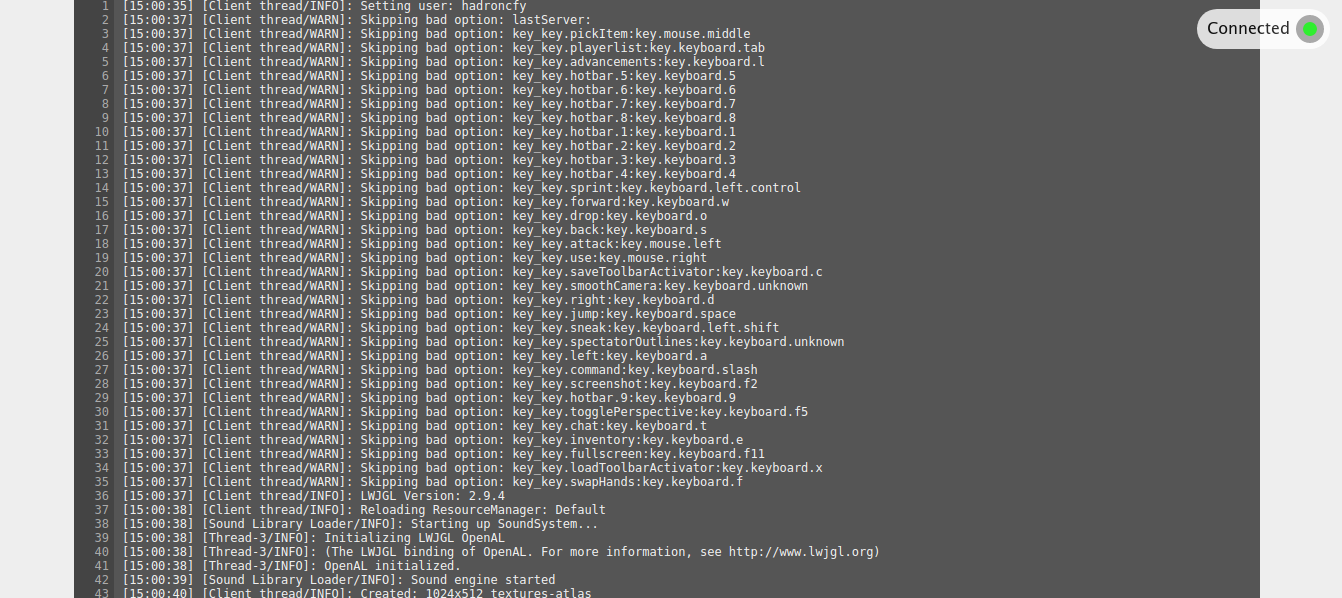 1 [15:00:35] [Client thread/INFO]: Setting user: hadroncfy
2 [15:00:37] [Client thread/WARN]: Skipping bad option: lastServer:
3 [15:00:37] [Client thread/WARN]: Skipping bad option: key_key.pickItem:key.mouse.middle
4 [15:00:37] [Client thread/WARN]: Skipping bad option: key_key.playerlist:key.keyboard.tab
5 [15:00:37] [Client thread/WARN]: Skipping bad option: key_key.advancements:key.keyboard.l
6 [15:00:37] [Client thread/WARN]: Skipping bad option: key_key.hotbar.5:key.keyboard.5
7 [15:00:37] [Client thread/WARN]: Skipping bad option: key_key.hotbar.6:key.keyboard.6
8 [15:00:37] [Client thread/WARN]: Skipping bad option: key_key.hotbar.7:key.keyboard.7
9 [15:00:37] [Client thread/WARN]: Skipping bad option: key_key.hotbar.8:key.keyboard.8
10 [15:00:37] [Client thread/WARN]: Skipping bad option: key_key.hotbar.1:key.keyboard.1
11 [15:00:37] [Client thread/WARN]: Skipping bad option: key_key.hotbar.2:key.keyboard.2
12 [15:00:37] [Client thread/WARN]: Skipping bad option: key_key.hotbar.3:key.keyboard.3
13 [15:00:37] [Client thread/WARN]: Skipping bad option: key_key.hotbar.4:key.keyboard.4
14 [15:00:37] [Client thread/WARN]: Skipping bad option: key_key.sprint:key.keyboard.left.control
15 [15:00:37] [Client thread/WARN]: Skipping bad option: key_key.forward:key.keyboard.w
16 [15:00:37] [Client thread/WARN]: Skipping bad option: key_key.drop:key.keyboard.o
17 [15:00:37] [Client thread/WARN]: Skipping bad option: key_key.back:key.keyboard.s
18 [15:00:37] [Client thread/WARN]: Skipping bad option: key_key.attack:key.mouse.left
19 [15:00:37] [Client thread/WARN]: Skipping bad option: key_key.use:key.mouse.right
20 [15:00:37] [Client thread/WARN]: Skipping bad option: key_key.saveToolbarActivator:key.keyboard.c
21 [15:00:37] [Client thread/WARN]: Skipping bad option: key_key.smoothCamera:key.keyboard.unknown
22 [15:00:37] [Client thread/WARN]: Skipping bad option: key_key.right:key.keyboard.d
23 [15:00:37] [Client thread/WARN]: Skipping bad option: key_key.jump:key.keyboard.space
24 [15:00:37] [Client thread/WARN]: Skipping bad option: key_key.sneak:key.keyboard.left.shift
25 [15:00:37] [Client thread/WARN]: Skipping bad option: key_key.spectatorOutlines:key.keyboard.unknown
26 [15:00:37] [Client thread/WARN]: Skipping bad option: key_key.left:key.keyboard.a
27 [15:00:37] [Client thread/WARN]: Skipping bad option: key_key.command:key.keyboard.slash
28 [15:00:37] [Client thread/WARN]: Skipping bad option: key_key.screenshot:key.keyboard.f2
29 [15:00:37] [Client thread/WARN]: Skipping bad option: key_key.hotbar.9:key.keyboard.9
30 [15:00:37] [Client thread/WARN]: Skipping bad option: key_key.togglePerspective:key.keyboard.f5
31 [15:00:37] [Client thread/WARN]: Skipping bad option: key_key.chat:key.keyboard.t
32 [15:00:37] [Client thread/WARN]: Skipping bad option: key_key.inventory:key.keyboard.e
33 [15:00:37] [Client thread/WARN]: Skipping bad option: key_key.fullscreen:key.keyboard.f11
34 [15:00:37] [Client thread/WARN]: Skipping bad option: key_key.loadToolbarActivator:key.keyboard.x
35 [15:00:37] [Client thread/WARN]: Skipping bad option: key_key.swapHands:key.keyboard.f
36 [15:00:37] [Client thread/INFO]: LWJGL Version: 2.9.4
37 [15:00:38] [Client thread/INFO]: Reloading ResourceManager: Default
38 [15:00:38] [Sound Library Loader/INFO]: Starting up SoundSystem...
39 [15:00:38] [Thread-3/INFO]: Initializing LWJGL OpenAL
40 [15:00:38] [Thread-3/INFO]: (The LWJGL binding of OpenAL. For more information, see http://www.lwjgl.org)
41 [15:00:38] [Thread-3/INFO]: OpenAL initialized.
42 [15:00:39] [Sound Library Loader/INFO]: Sound engine started
43 [15:00:40] [Client thread/INFO]: Created: 1024x512 textures-atlas
Connected